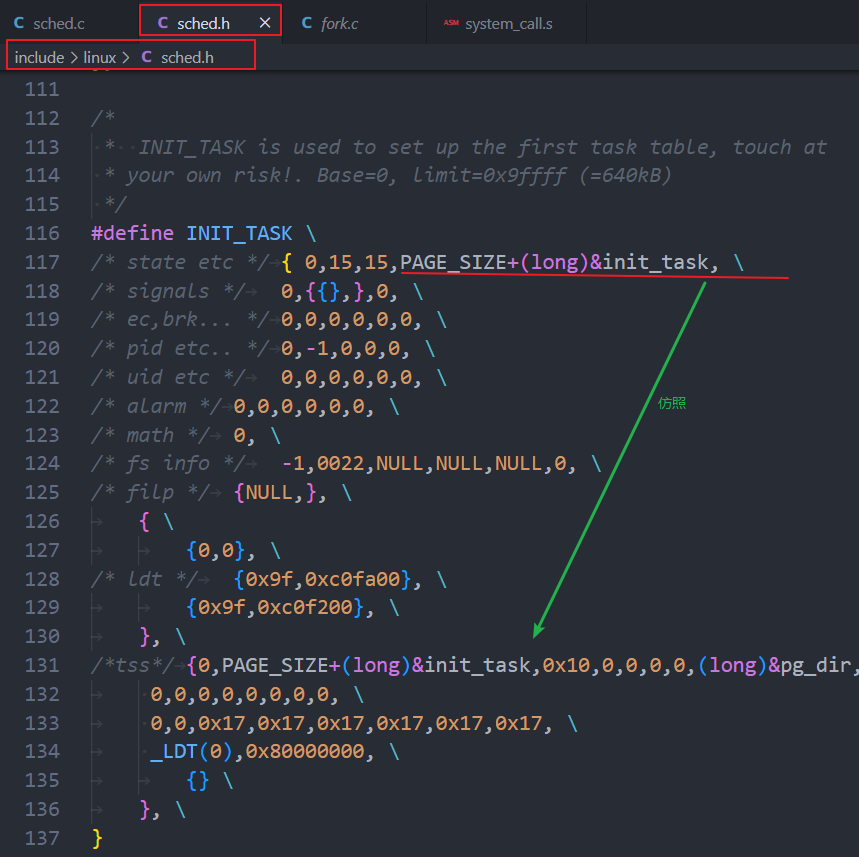 C sched.c C sched.h × C fork.c ASM system_call.s
include > linux > C sched.h
111
112 /*
113 * INIT_TASK is used to set up the first task table, touch at
114 * your own risk!. Base=0, limit=0x9ffff (=640kB)
115 */
116 #define INIT_TASK \
117 /* state etc */ { 0,15,15,PAGE_SIZE+(long)&init_task, \
118 /* signals */ 0,{{},},0, \
119 /* ec,brk... */ 0,0,0,0,0,0, \
120 /* pid etc.. */ 0,-1,0,0,0, \
121 /* uid etc */ 0,0,0,0,0,0, \
122 /* alarm */ 0,0,0,0,0,0, \
仿照
123 /* math */ 0, \
124 /* fs info */ -1,0022,NULL,NULL,NULL,0, \
125 /* filp */ {NULL,}, \
126 { \
127 {0,0}, \
128 /* ldt */ {0x9f,0xc0fa00}, \
129 {0x9f,0xc0f200}, \
130 }, \
131 /*tss*/ {0,PAGE_SIZE+(long)&init_task,0x10,0,0,0,0,(long)&pg_dir,
132 0,0,0,0,0,0,0,0, \
133 0,0,0x17,0x17,0x17,0x17,0x17,0x17, \
134 _LDT(0),0x80000000, \
135 {} \
136 }, \
137 }